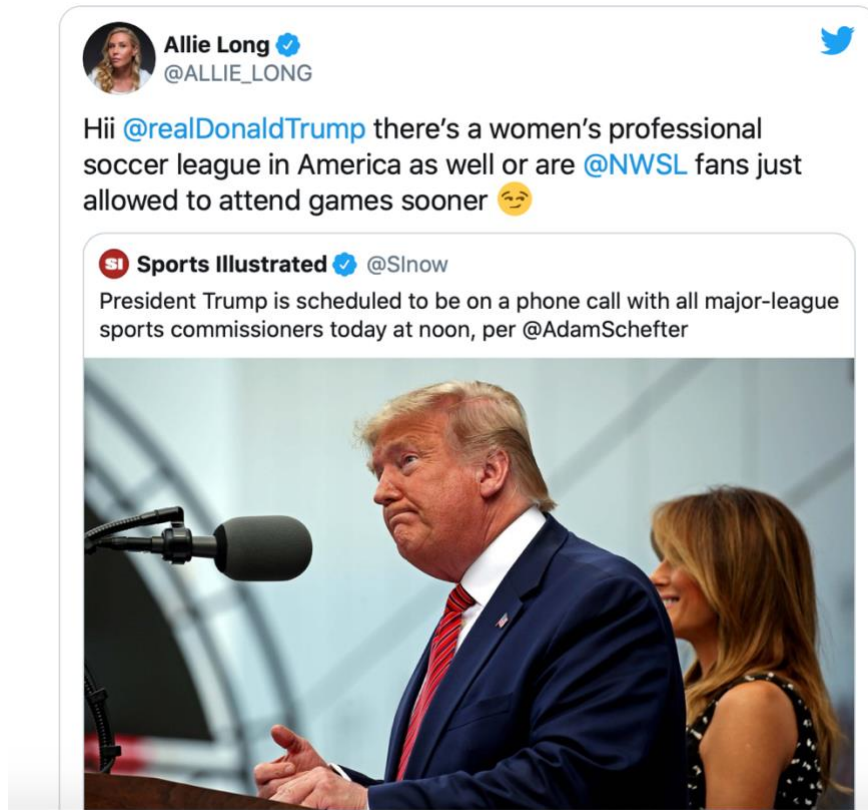 Allie Long
@ALLIE_LONG
Hii @realDonaldTrump there's a women's professional
soccer league in America as well or are @NWSL fans just
allowed to attend games sooner 😏
SI Sports Illustrated @SInow
President Trump is scheduled to be on a phone call with all major-league
sports commissioners today at noon, per @AdamSchefter